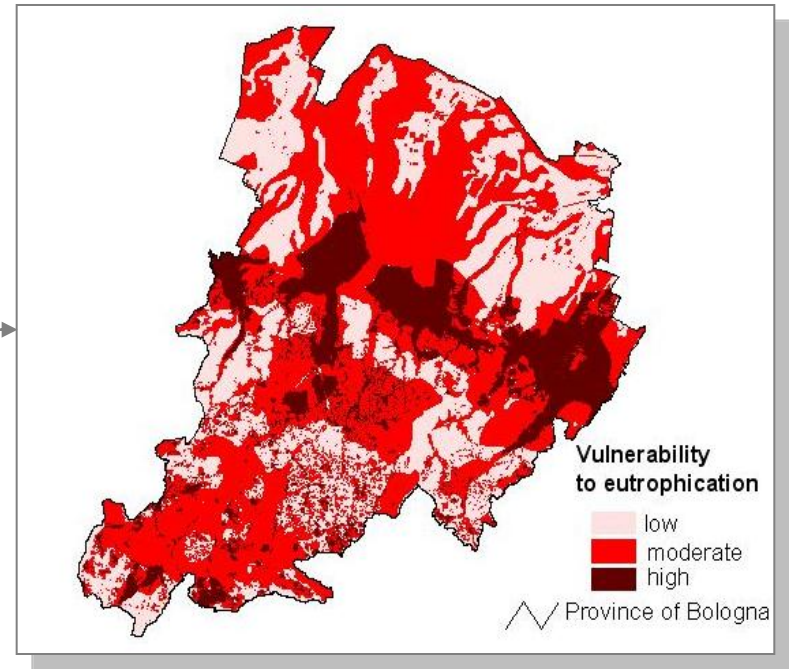 Vulnerability
to eutrophication
low
moderate
high
Province of Bologna